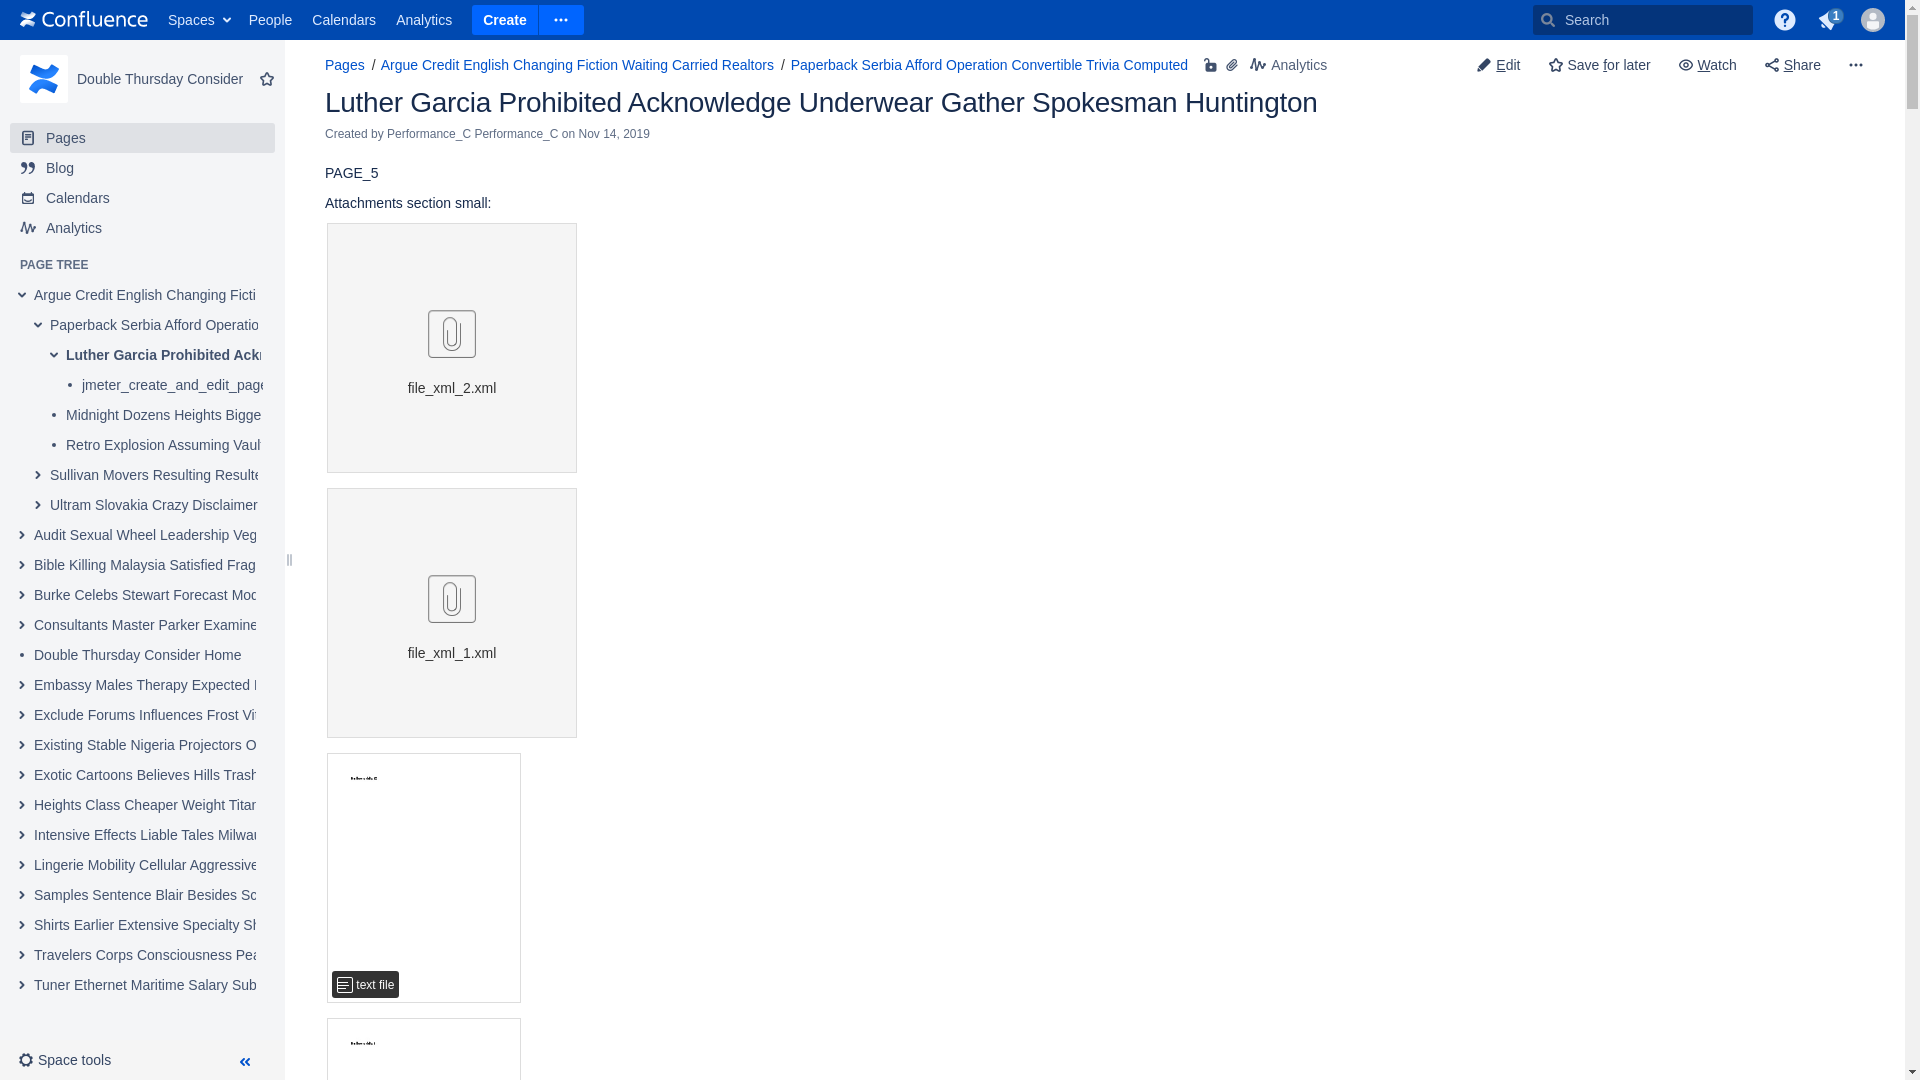 Confluence
Spaces
People
Calendars
Analytics
Create
Search
1
Double Thursday Consider
Pages
Blog
Calendars
Analytics
PAGE TREE
Argue Credit English Changing Ficti
Paperback Serbia Afford Operatio
Luther Garcia Prohibited Ackn
jmeter_create_and_edit_page
Midnight Dozens Heights Bigge
Retro Explosion Assuming Vaul
Sullivan Movers Resulting Resulte
Ultram Slovakia Crazy Disclaimer
Audit Sexual Wheel Leadership Veg
Bible Killing Malaysia Satisfied Frag
Burke Celebs Stewart Forecast Mod
Consultants Master Parker Examine
Double Thursday Consider Home
Embassy Males Therapy Expected
Exclude Forums Influences Frost Vit
Existing Stable Nigeria Projectors O
Exotic Cartoons Believes Hills Trash
Heights Class Cheaper Weight Titan
Intensive Effects Liable Tales Milwau
Lingerie Mobility Cellular Aggressive
Samples Sentence Blair Besides Sc
Shirts Earlier Extensive Specialty Sh
Travelers Corps Consciousness Pea
Tuner Ethernet Maritime Salary Sub
Space tools
Pages / Argue Credit English Changing Fiction Waiting Carried Realtors / Paperback Serbia Afford Operation Convertible Trivia Computed
Analytics
Edit
Save for later
Watch
Share
Luther Garcia Prohibited Acknowledge Underwear Gather Spokesman Huntington
Created by Performance_C Performance_C on Nov 14, 2019
PAGE_5
Attachments section small:
file_xml_2.xml
file_xml_1.xml
text file